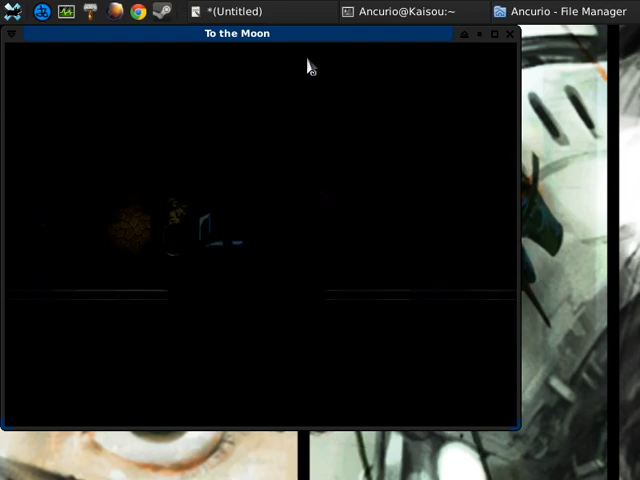 *(Untitled)
Ancurio@Kaisou:~
Ancurio - File Manager
To the Moon